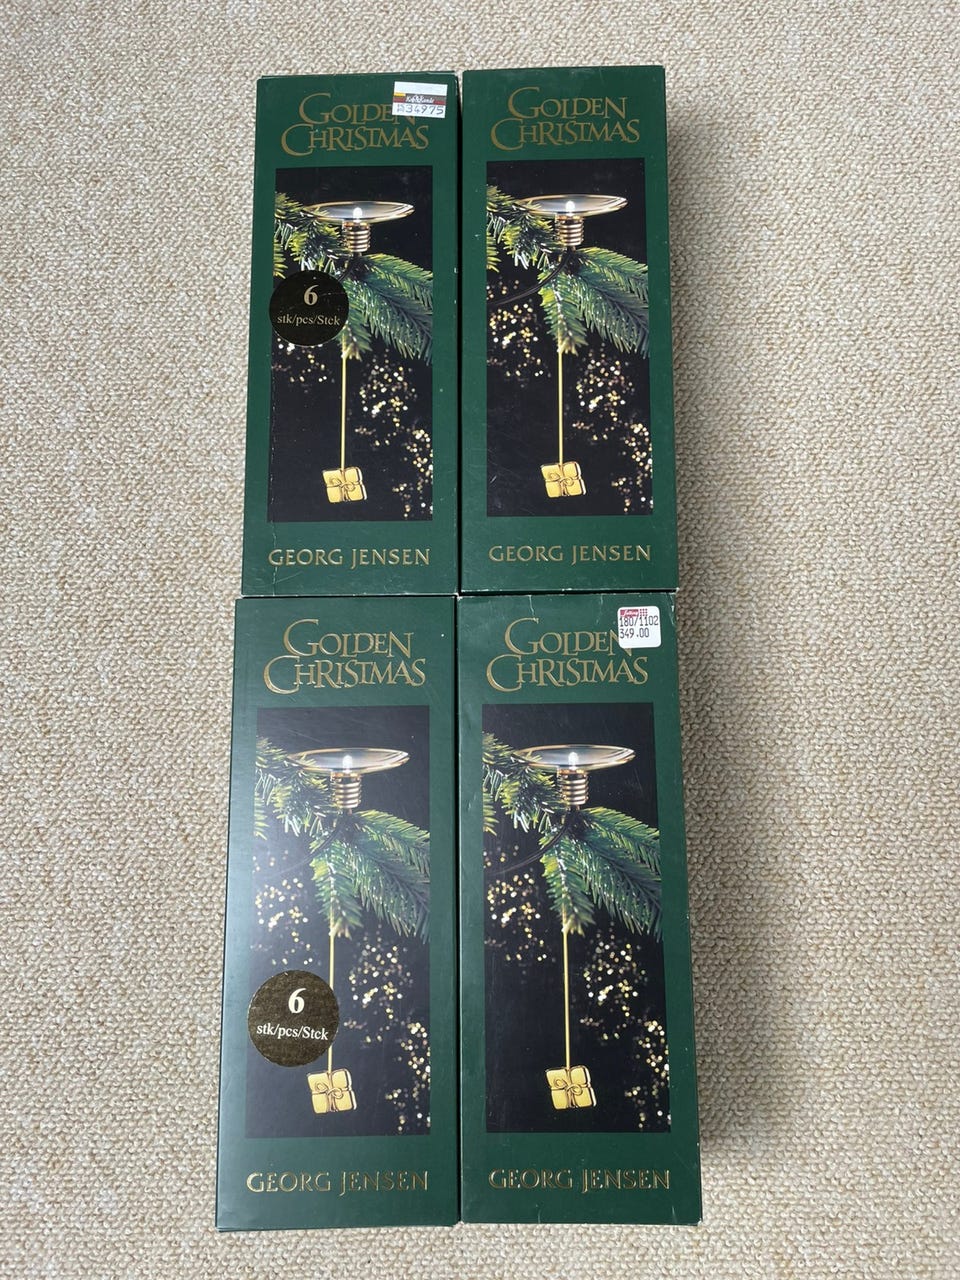 GOLDEN
CHRISTMAS
34975
6
stk/pcs/Stck
GEORG JENSEN
GOLDEN
CHRISTMAS
GEORG JENSEN
GOLDEN
CHRISTMAS
6
stk/pcs/Stck
GEORG JENSEN
GOLDEN
CHRISTMAS
180/1102
349.00
GEORG JENSEN